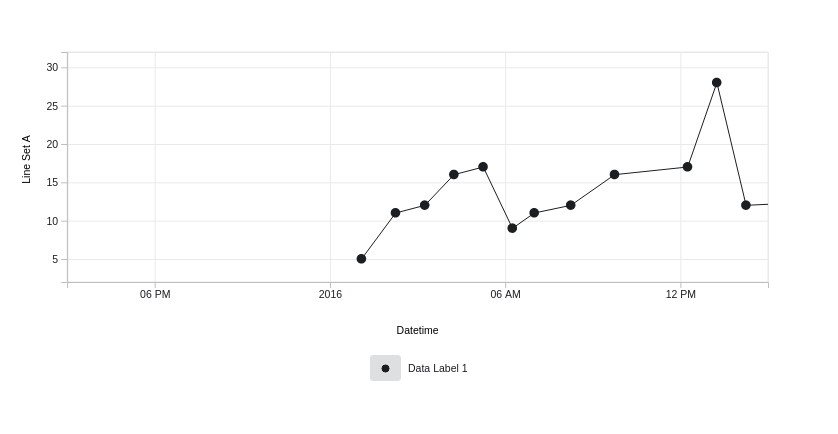 30
25
20
15
10
5
Line Set A
06 PM
2016
06 AM
12 PM
Datetime
Data Label 1